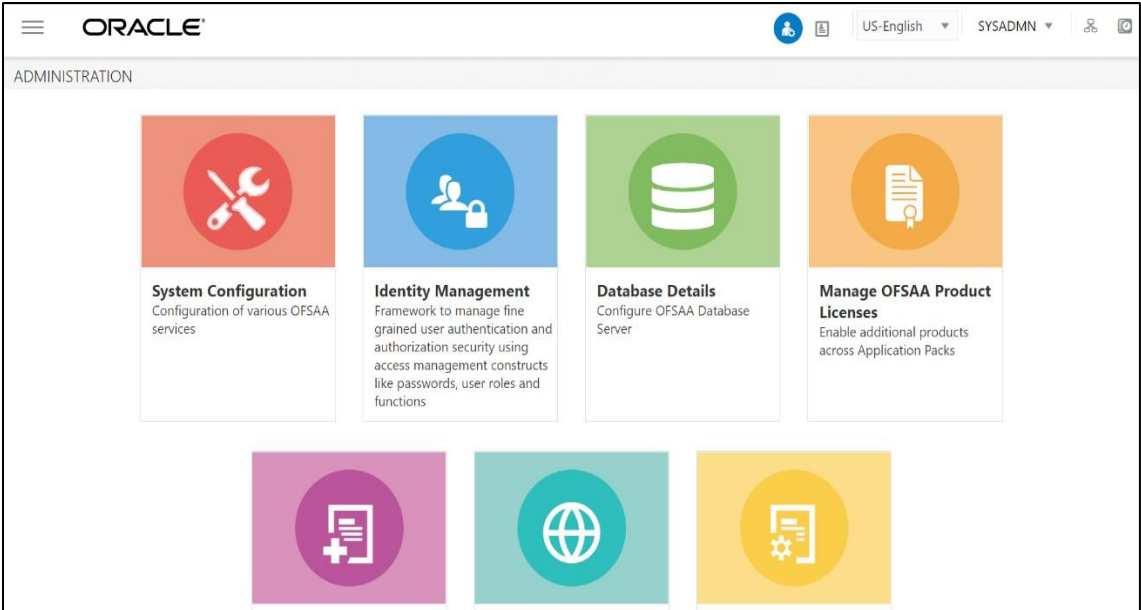 ORACLE
US-English
SYSADMN
ADMINISTRATION
System Configuration
Configuration of various OFSAA
services
Identity Management
Framework to manage fine
grained user authentication and
authorization security using
access management constructs
like passwords, user roles and
functions
Database Details
Configure OFSAA Database
Server
Manage OFSAA Product
Licenses
Enable additional products
across Application Packs